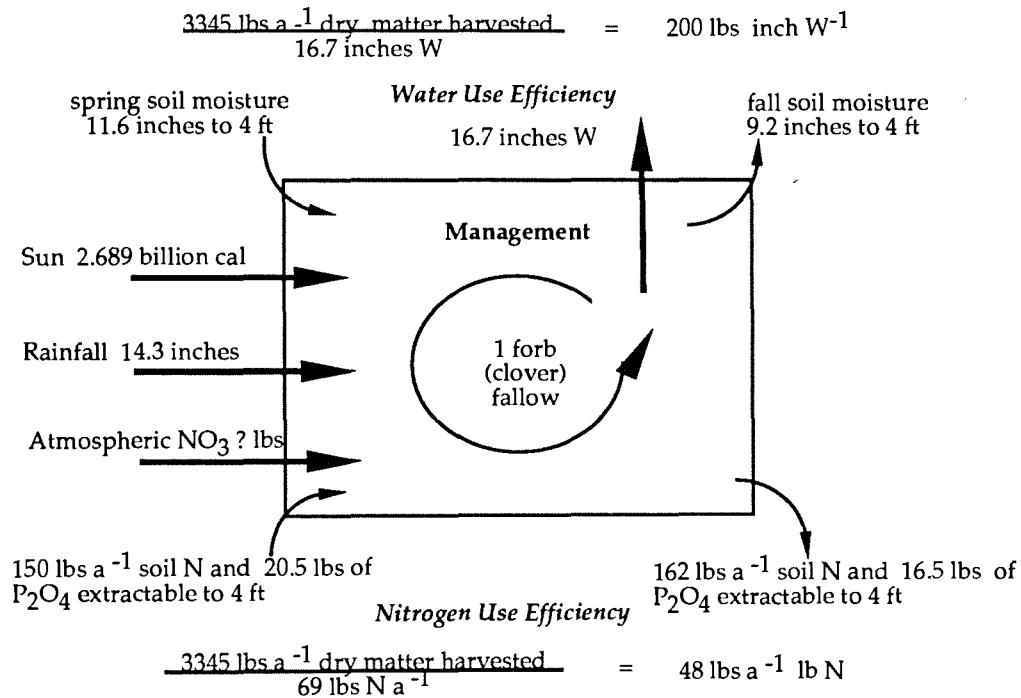 3345 lbs a -1 dry matter harvested
16.7 inches W
= 200 lbs inch W-1
Water Use Efficiency
spring soil moisture
11.6 inches to 4 ft
16.7 inches W
fall soil moisture
9.2 inches to 4 ft
Management
Sun 2.689 billion cal
Rainfall 14.3 inches
1 forb
(clover)
fallow
Atmospheric NO3 ? lbs
150 lbs a -1 soil N and 20.5 lbs of
P2O4 extractable to 4 ft
162 lbs a -1 soil N and 16.5 lbs of
P2O4 extractable to 4 ft
Nitrogen Use Efficiency
3345 lbs a -1 dry matter harvested
69 lbs N a-1
= 48 lbs a -1 lb N